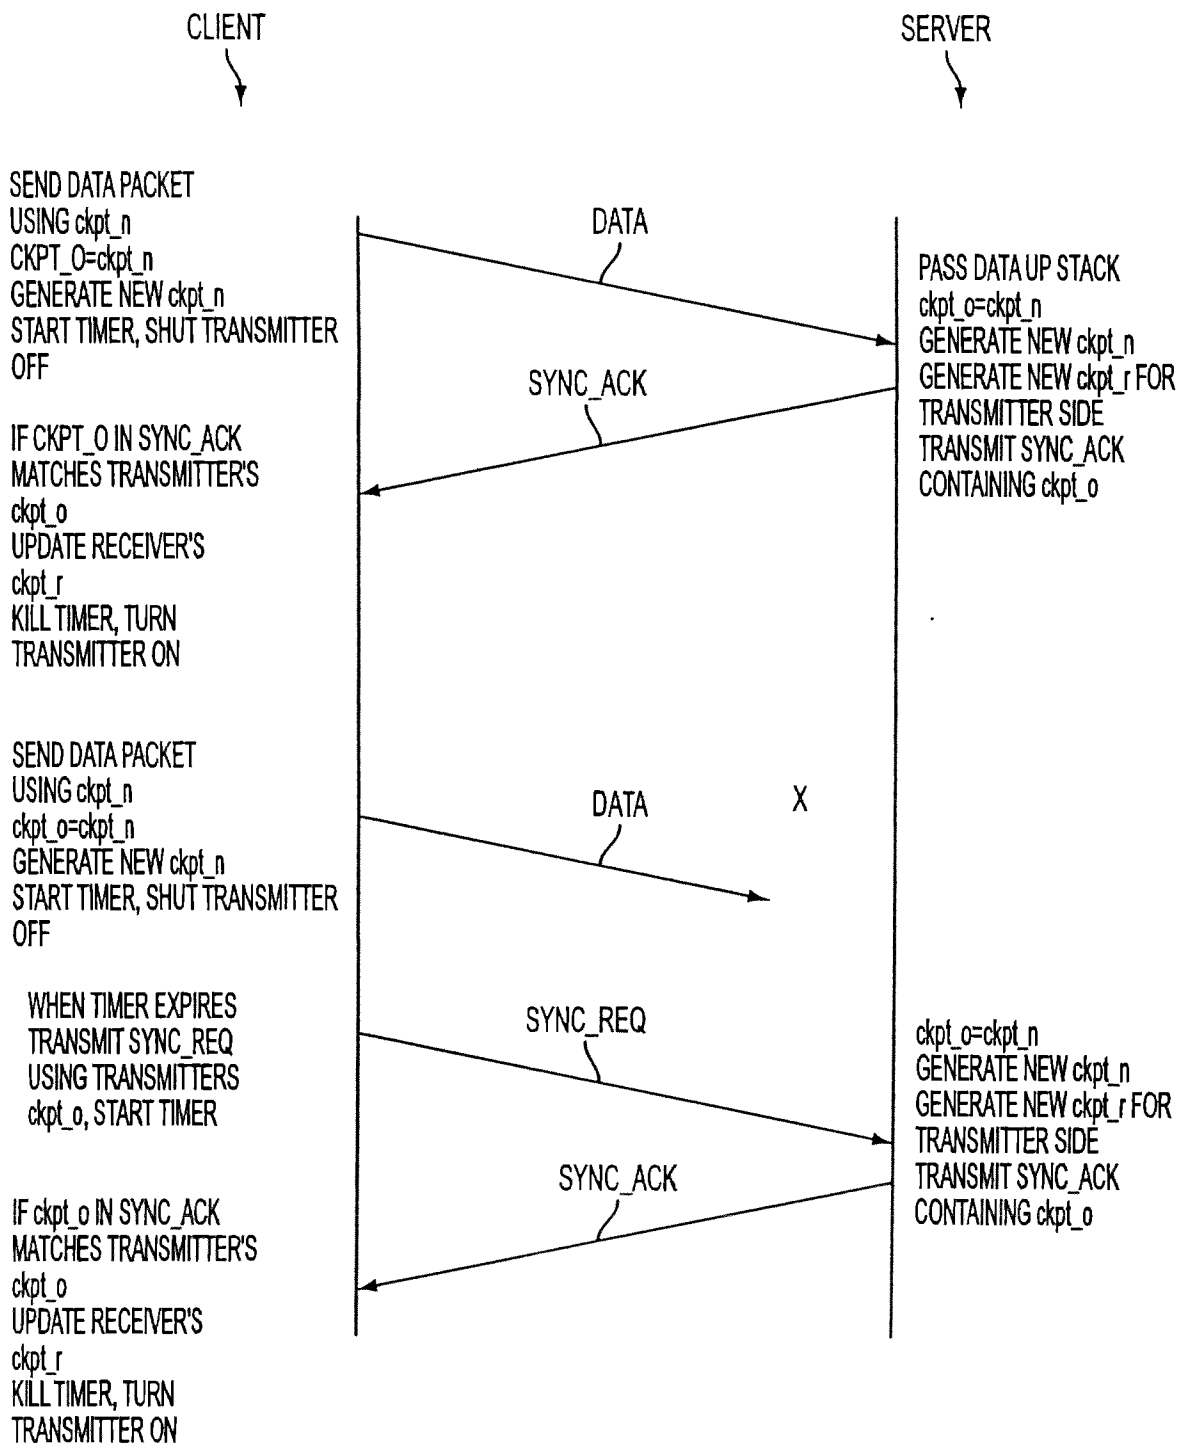 CLIENT
SERVER
SEND DATA PACKET
USING ckpt_n
CKPT_O=ckpt_n
GENERATE NEW ckpt_n
START TIMER, SHUT TRANSMITTER
OFF
DATA
PASS DATA UP STACK
ckpt_o=ckpt_n
GENERATE NEW ckpt_n
GENERATE NEW ckpt_r FOR
TRANSMITTER SIDE
TRANSMIT SYNC_ACK
CONTAINING ckpt_o
SYNC_ACK
IF CKPT_O IN SYNC_ACK
MATCHES TRANSMITTER'S
ckpt_o
UPDATE RECEIVER'S
ckpt_r
KILL TIMER, TURN
TRANSMITTER ON
SEND DATA PACKET
USING ckpt_n
ckpt_o=ckpt_n
GENERATE NEW ckpt_n
START TIMER, SHUT TRANSMITTER
OFF
DATA
X
WHEN TIMER EXPIRES
TRANSMIT SYNC_REQ
USING TRANSMITTERS
ckpt_o, START TIMER
SYNC_REQ
ckpt_o=ckpt_n
GENERATE NEW ckpt_n
GENERATE NEW ckpt_r FOR
TRANSMITTER SIDE
TRANSMIT SYNC_ACK
CONTAINING ckpt_o
SYNC_ACK
IF ckpt_o IN SYNC_ACK
MATCHES TRANSMITTER'S
ckpt_o
UPDATE RECEIVER'S
ckpt_r
KILL TIMER, TURN
TRANSMITTER ON